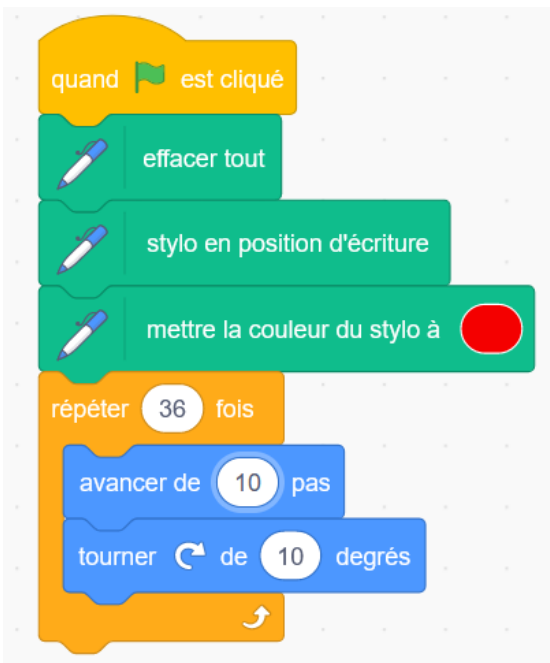 quand est cliqué
effacer tout
stylo en position d'écriture
mettre la couleur du stylo à
répéter 36 fois
avancer de 10 pas
tourner de 10 degrés